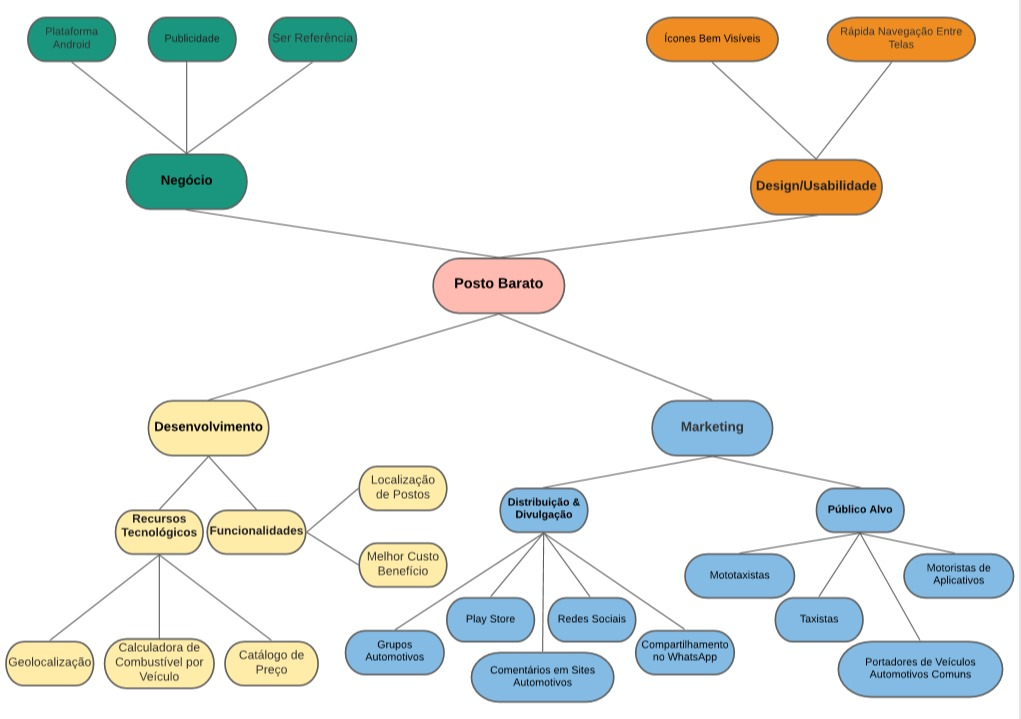 Plataforma
Android
Publicidade
Ser Referência
Ícones Bem Visíveis
Rápida Navegação Entre
Telas
Negócio
Design/Usabilidade
Posto Barato
Desenvolvimento
Marketing
Localização
de Postos
Distribuição &
Divulgação
Público Alvo
Recursos
Tecnológicos
Funcionalidades
Melhor Custo
Benefício
Mototaxistas
Motoristas de
Aplicativos
Play Store
Redes Sociais
Taxistas
Grupos
Automotivos
Compartilhamento
no WhatsApp
Geolocalização
Calculadora de
Combustível por
Veículo
Catálogo de
Preço
Comentários em Sites
Automotivos
Portadores de Veículos
Automotivos Comuns